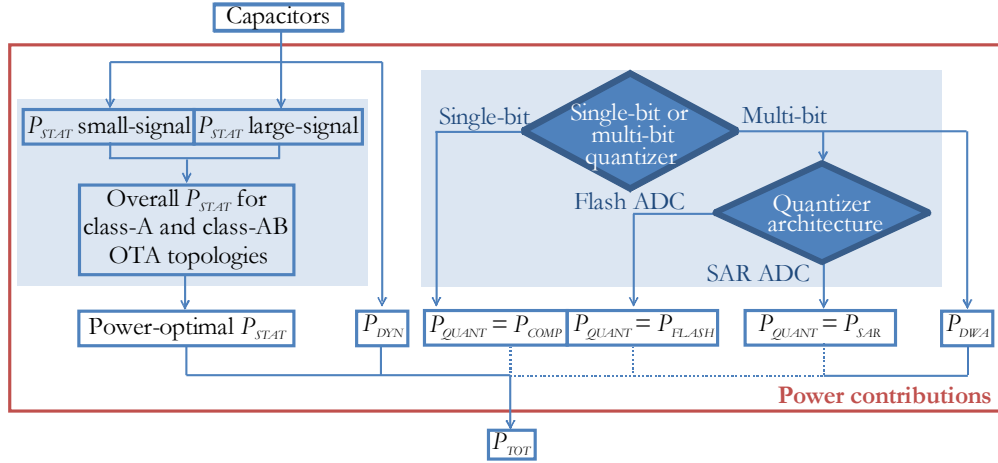 Capacitors
P_STAT small-signal
P_STAT large-signal
Single-bit
Single-bit or
multi-bit
quantizer
Multi-bit
Overall P_STAT for
class-A and class-AB
OTA topologies
Flash ADC
Quantizer
architecture
SAR ADC
Power-optimal P_STAT
P_DYN
P_QUANT = P_COMP
P_QUANT = P_FLASH
P_QUANT = P_SAR
P_DWA
Power contributions
P_TOT